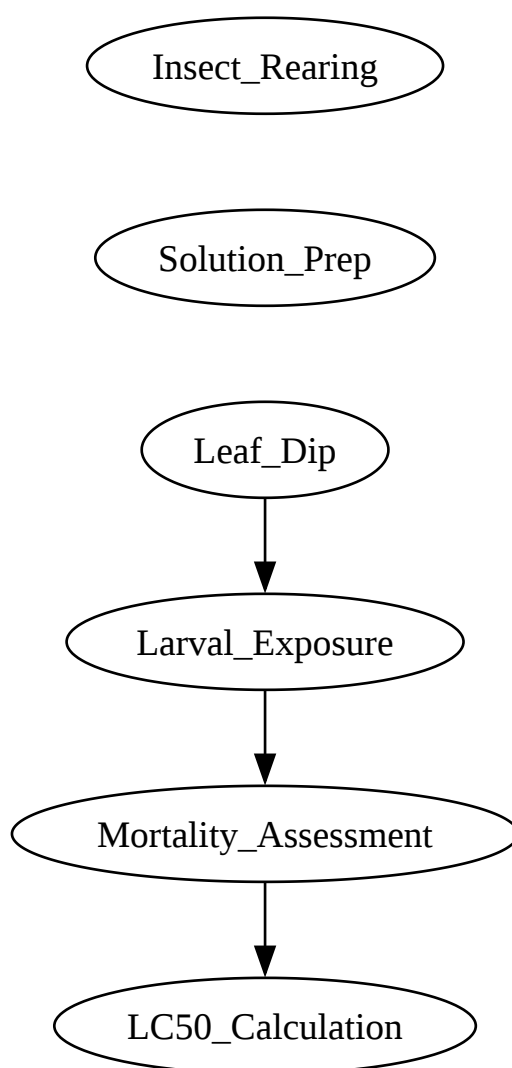 Insect_Rearing
Solution_Prep
Leaf_Dip
Larval_Exposure
Mortality_Assessment
LC50_Calculation